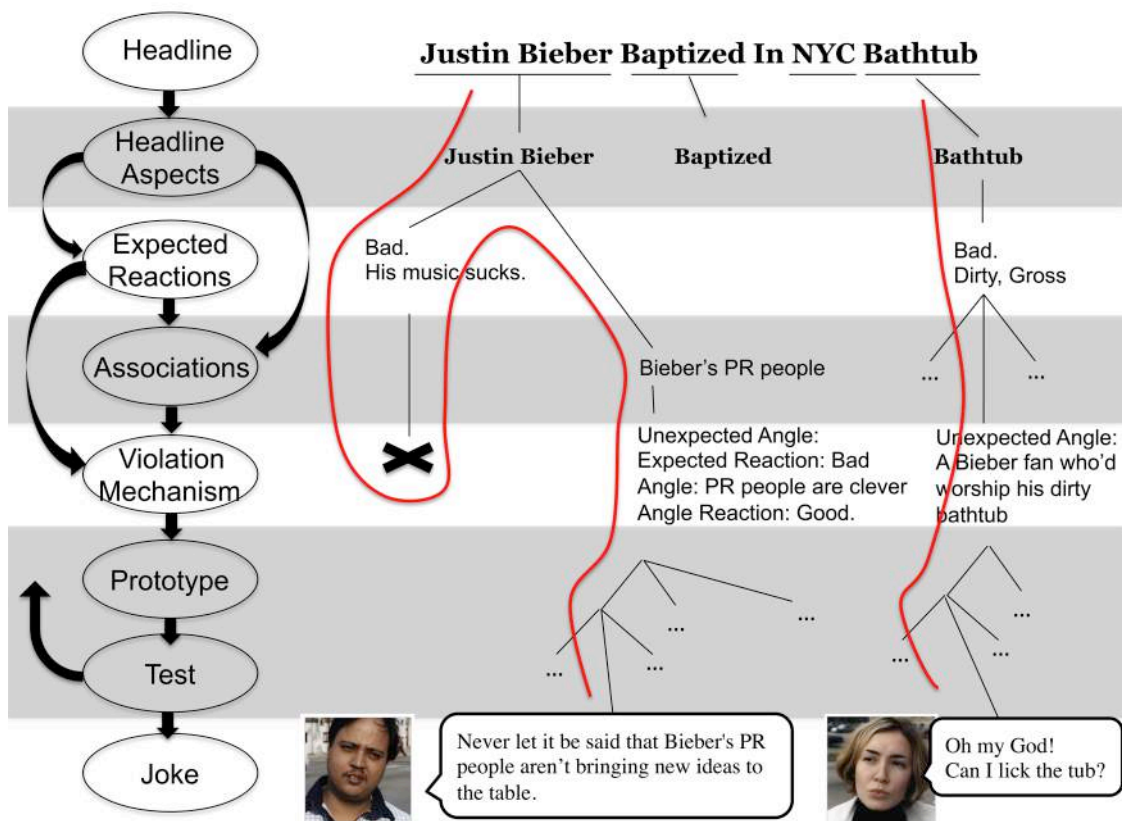 Headline
Justin Bieber Baptized In NYC Bathtub
Headline
Aspects
Justin Bieber
Baptized
Bathtub
Expected
Reactions
Bad.
His music sucks.
Bad.
Dirty, Gross
Associations
Bieber's PR people
...
...
Violation
Mechanism
Unexpected Angle:
Expected Reaction: Bad
Angle: PR people are clever
Angle Reaction: Good.
Unexpected Angle:
A Bieber fan who'd
worship his dirty
bathtub
Prototype
...
...
...
...
...
...
...
Test
Joke
Never let it be said that Bieber's PR
people aren't bringing new ideas to
the table.
Oh my God!
Can I lick the tub?